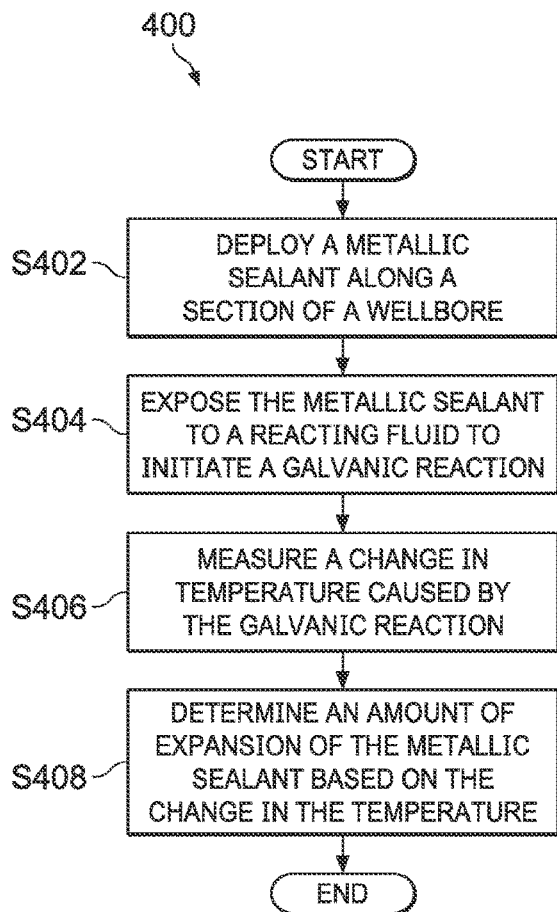 400
START
S402
DEPLOY A METALLIC
SEALANT ALONG A
SECTION OF A WELLBORE
S404
EXPOSE THE METALLIC SEALANT
TO A REACTING FLUID TO
INITIATE A GALVANIC REACTION
S406
MEASURE A CHANGE IN
TEMPERATURE CAUSED BY
THE GALVANIC REACTION
S408
DETERMINE AN AMOUNT OF
EXPANSION OF THE METALLIC
SEALANT BASED ON THE
CHANGE IN THE TEMPERATURE
END